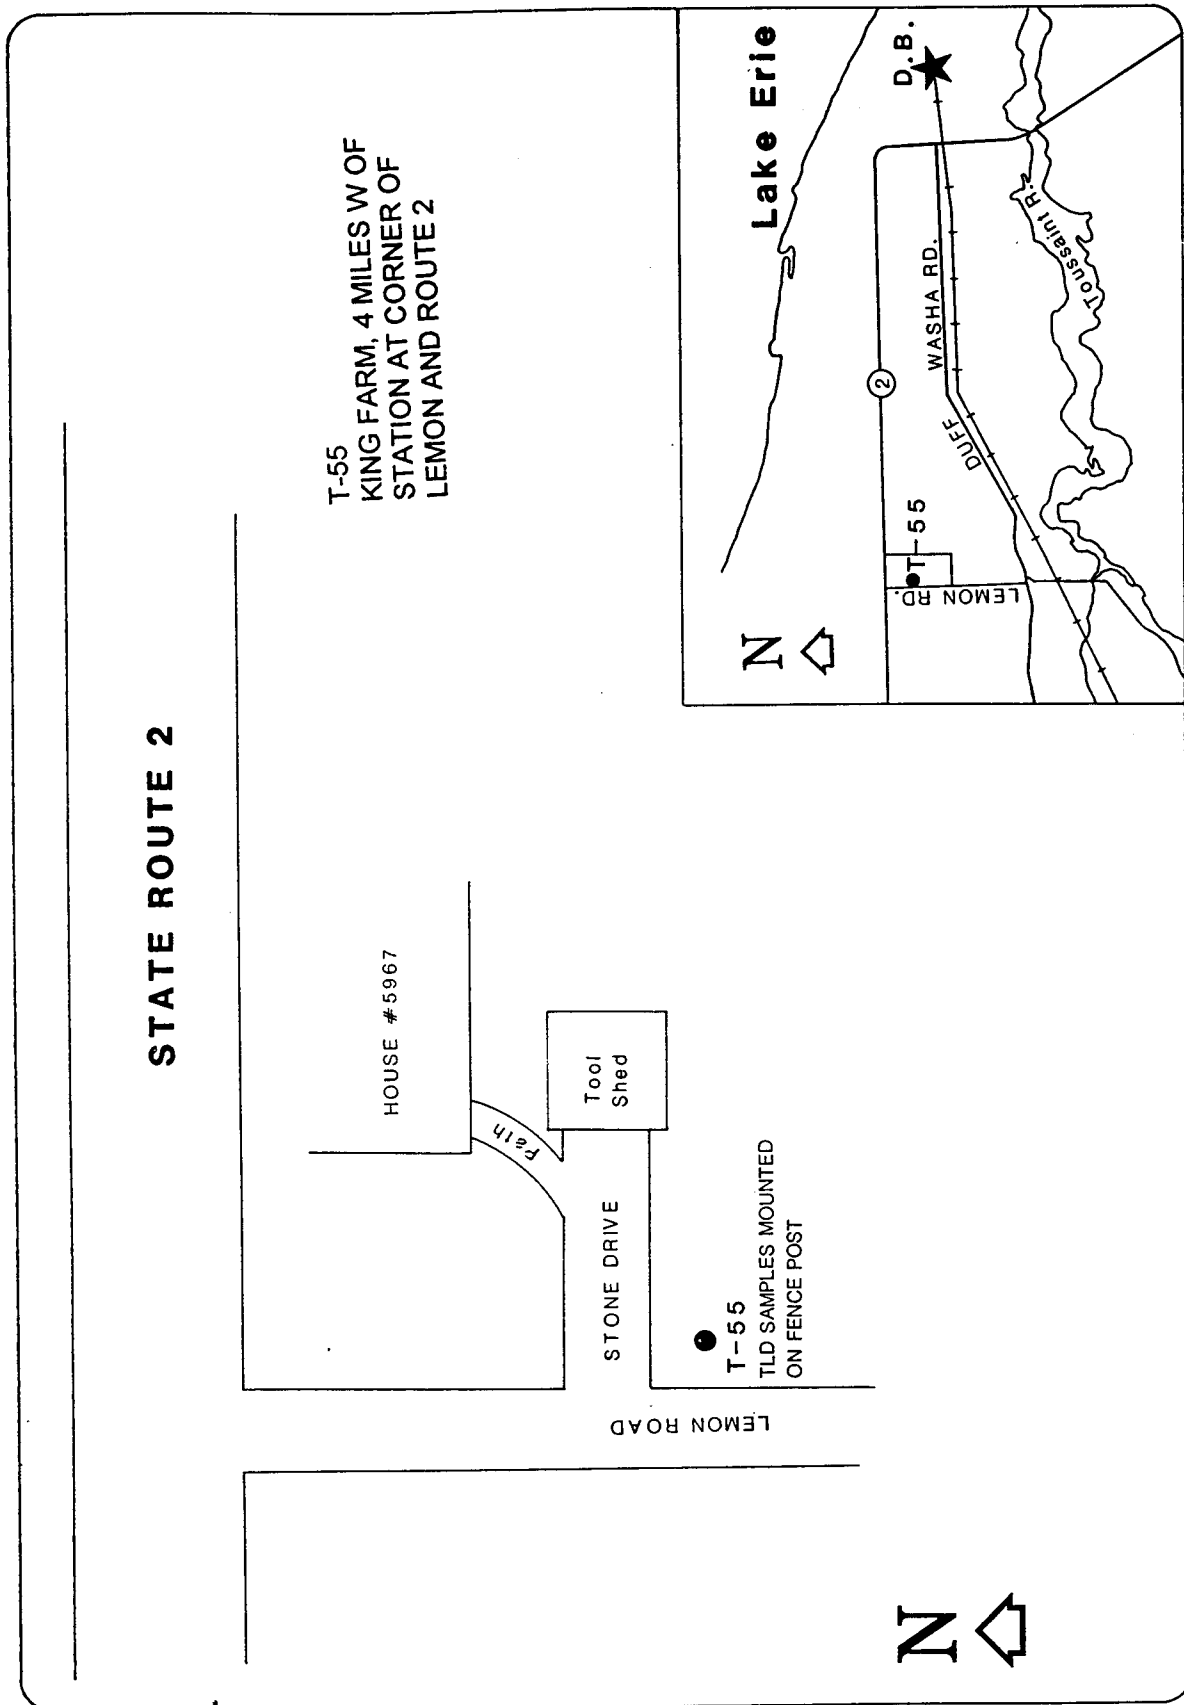 STATE ROUTE 2
T-55
KING FARM, 4 MILES W OF
STATION AT CORNER OF
LEMON AND ROUTE 2
HOUSE #5967
Path
Tool
Shed
STONE DRIVE
T-55
TLD SAMPLES MOUNTED
ON FENCE POST
LEMON ROAD
N
Lake Erie
N
2
D.B.
WASHA RD.
DUFF
T-55
LEMON RD.
Toussaint R.